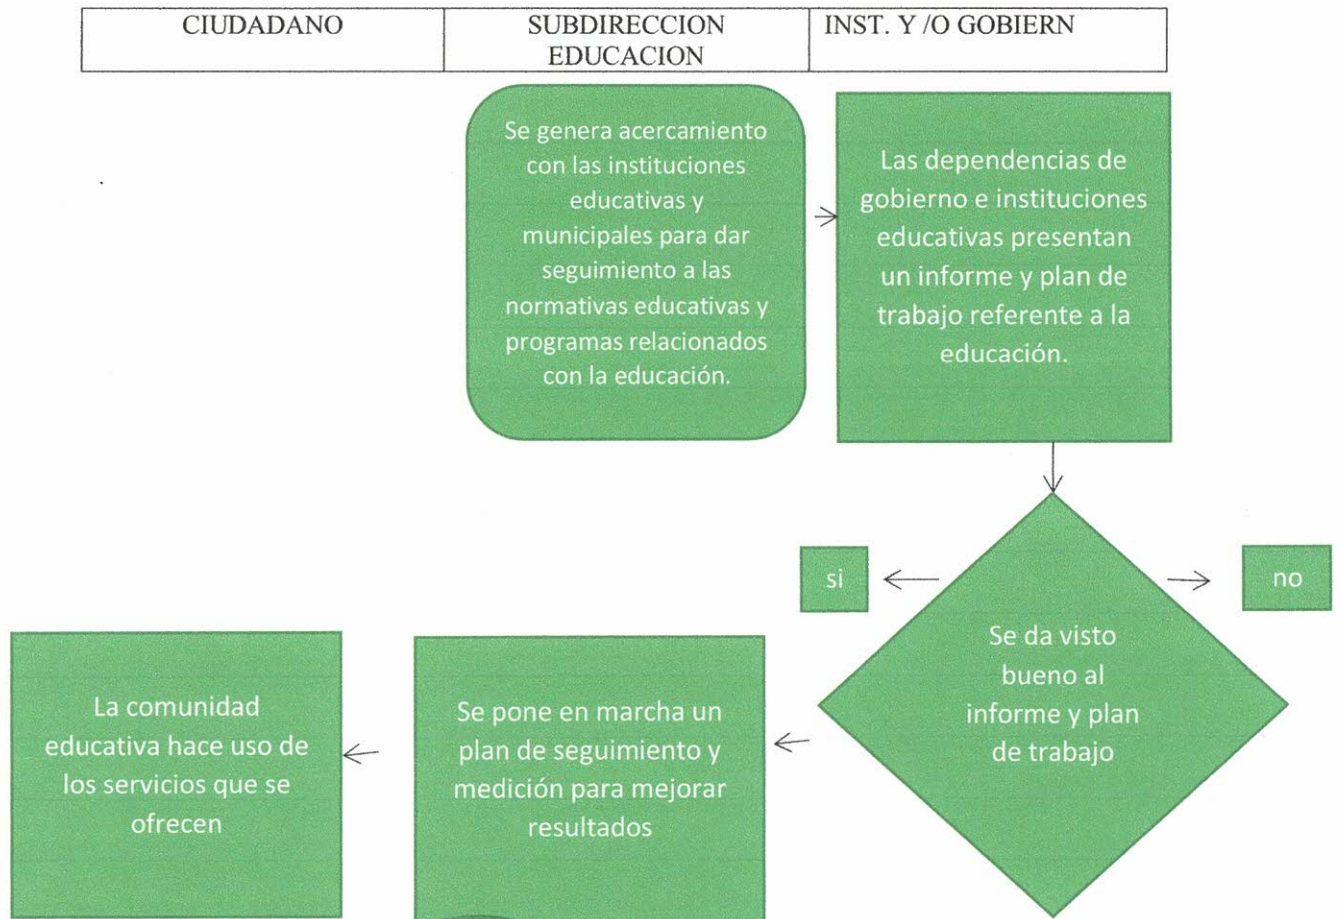 CIUDADANO
SUBDIRECCION
EDUCACION
INST. Y /O GOBIERN
Se genera acercamiento
con las instituciones
educativas y
municipales para dar
seguimiento a las
normativas educativas y
programas relacionados
con la educación.
Las dependencias de
gobierno e instituciones
educativas presentan
un informe y plan de
trabajo referente a la
educación.
si
no
Se da visto
bueno al
informe y plan
de trabajo
Se pone en marcha un
plan de seguimiento y
medición para mejorar
resultados
La comunidad
educativa hace uso de
los servicios que se
ofrecen